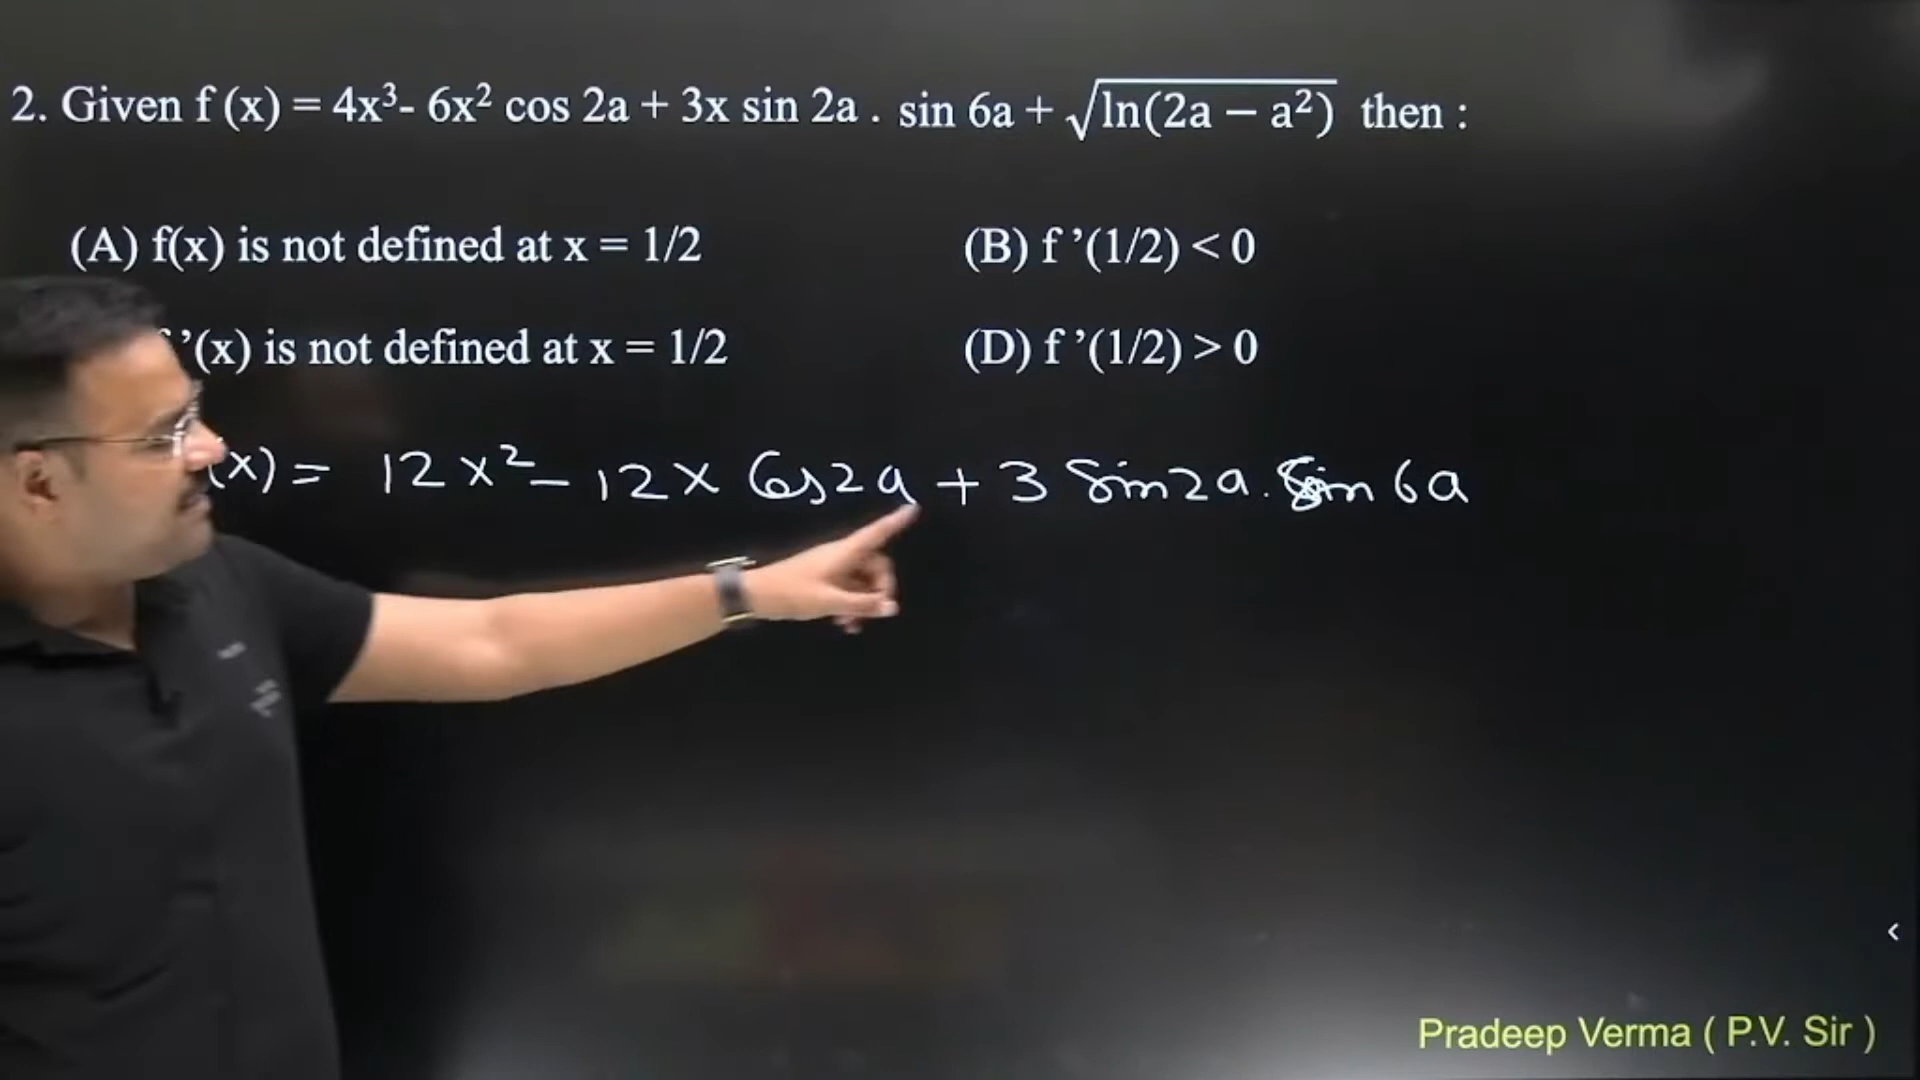 2. Given f (x) = 4x³- 6x² cos 2a + 3x sin 2a . sin 6a + √ln(2a – a²) then :
(A) f(x) is not defined at x = 1/2 (B) f ’(1/2) < 0
’(x) is not defined at x = 1/2 (D) f ’(1/2) > 0
(x) = 12x² – 12x Cos2a + 3 Sin2a . Sin 6a
<
Pradeep Verma ( P.V. Sir )